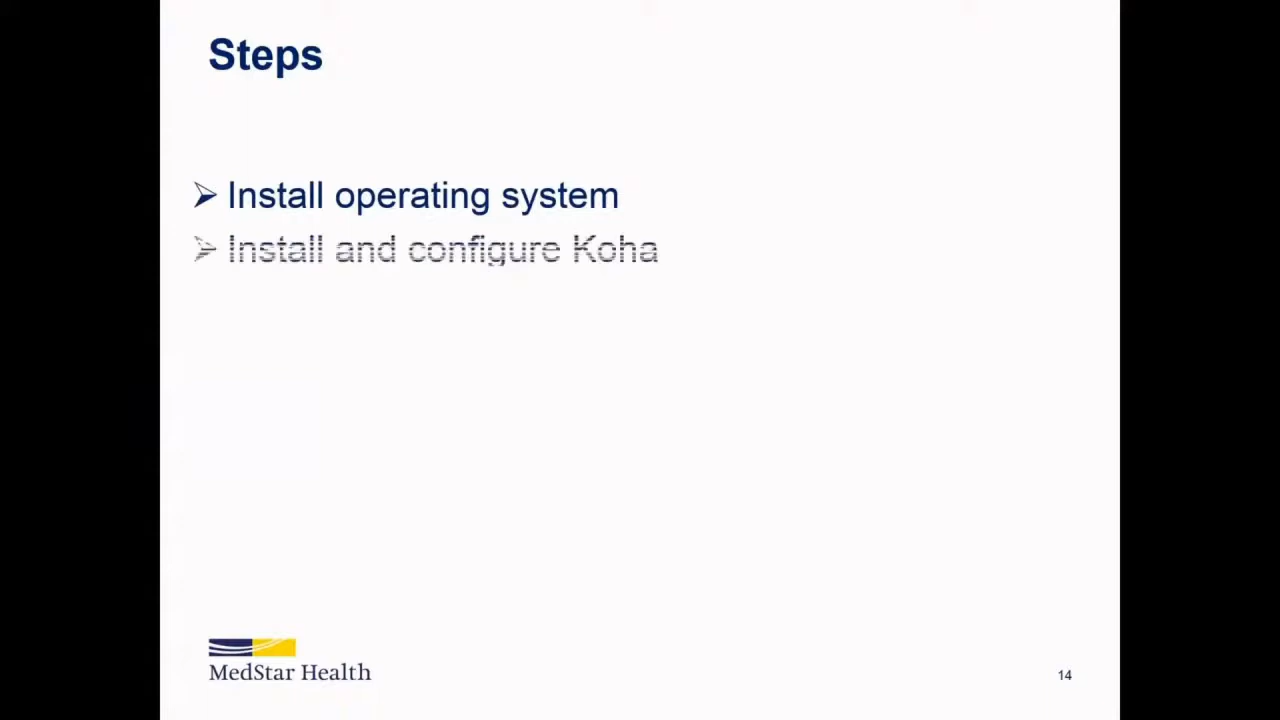 Steps
Install operating system
Install and configure Koha
MedStar Health
14